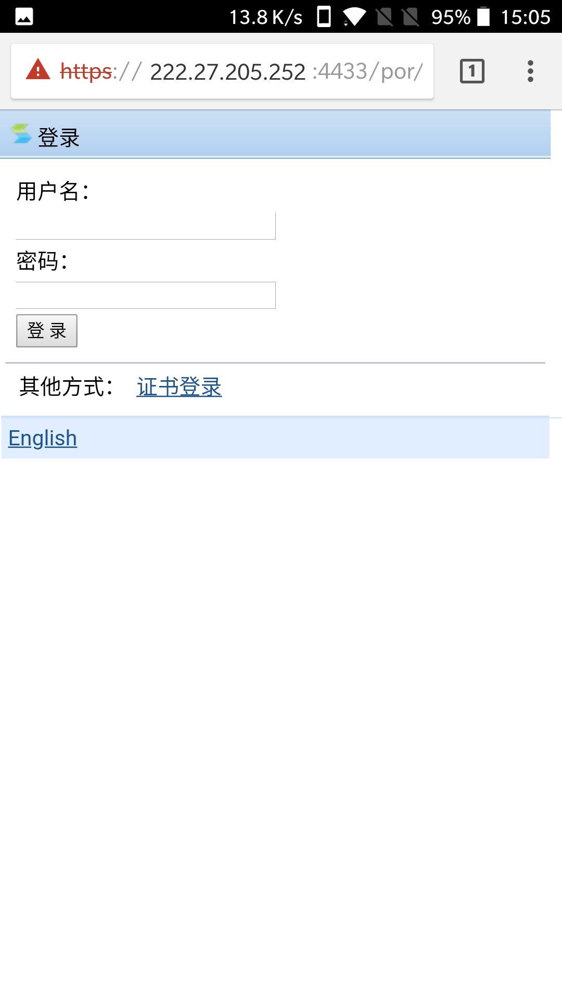 13.8 K/s 95% 15:05
https://222.27.205.252:4433/por/ 1
登录
用户名：
密码：
登 录
其他方式： 证书登录
English